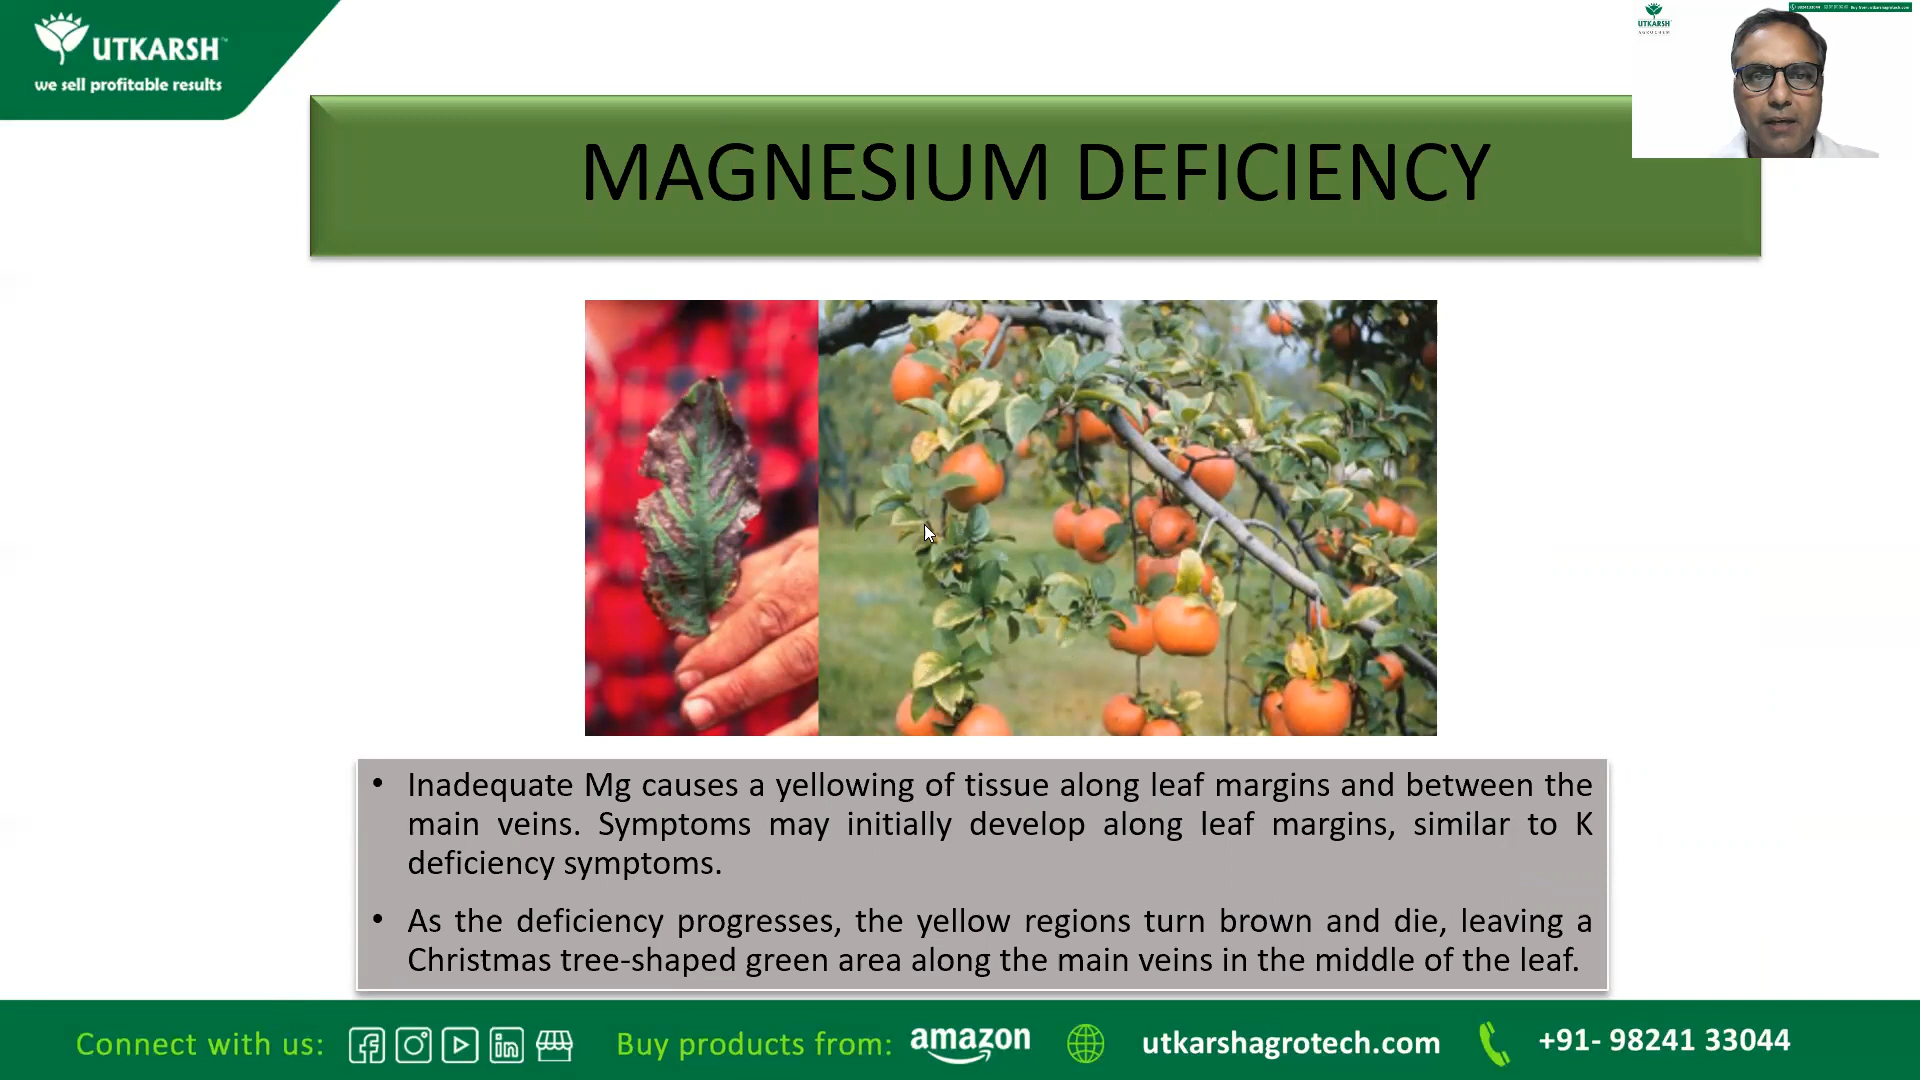 UTKARSH™
we sell profitable results
UTKARSH
AGROCHEM
MAGNESIUM DEFICIENCY
• Inadequate Mg causes a yellowing of tissue along leaf margins and between the
main veins. Symptoms may initially develop along leaf margins, similar to K
deficiency symptoms.
• As the deficiency progresses, the yellow regions turn brown and die, leaving a
Christmas tree-shaped green area along the main veins in the middle of the leaf.
Connect with us: Buy products from: amazon utkarshagrotech.com +91- 98241 33044